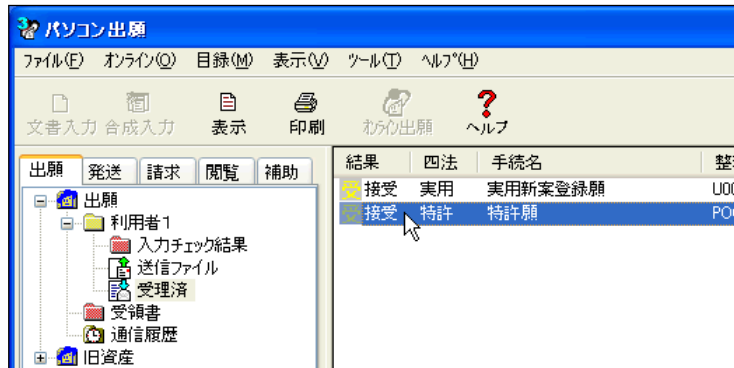 パソコン出願
ファイル(F) オンライン(O) 目録(M) 表示(V) ツール(T) ヘルプ(H)
文書入力 合成入力 表示 印刷 オンライン出願 ヘルプ
出願 発送 請求 閲覧 補助
結果 四法 手続名
受 接受 実用 実用新案登録願 U00
受 接受 特許 特許願
出願
利用者1
入力チェック結果
送信ファイル
受理済
受領書
通信履歴
旧資産